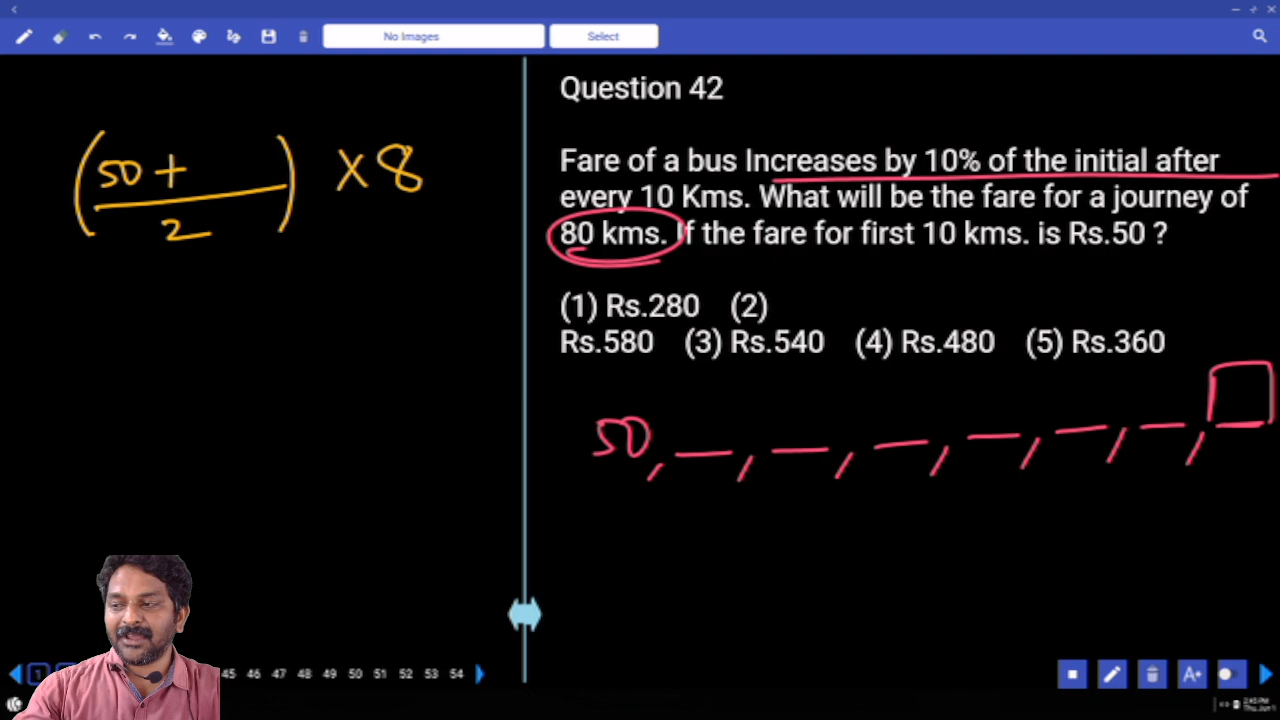 No Images
Select
Question 42
Fare of a bus Increases by 10% of the initial after
every 10 Kms. What will be the fare for a journey of
80 kms. If the fare for first 10 kms. is Rs.50 ?
(1) Rs.280 (2)
Rs.580 (3) Rs.540 (4) Rs.480 (5) Rs.360
(50 + / 2) × 8
50, _, _, _, _, _, _, _
1
45 46 47 48 49 50 51 52 53 54
A+